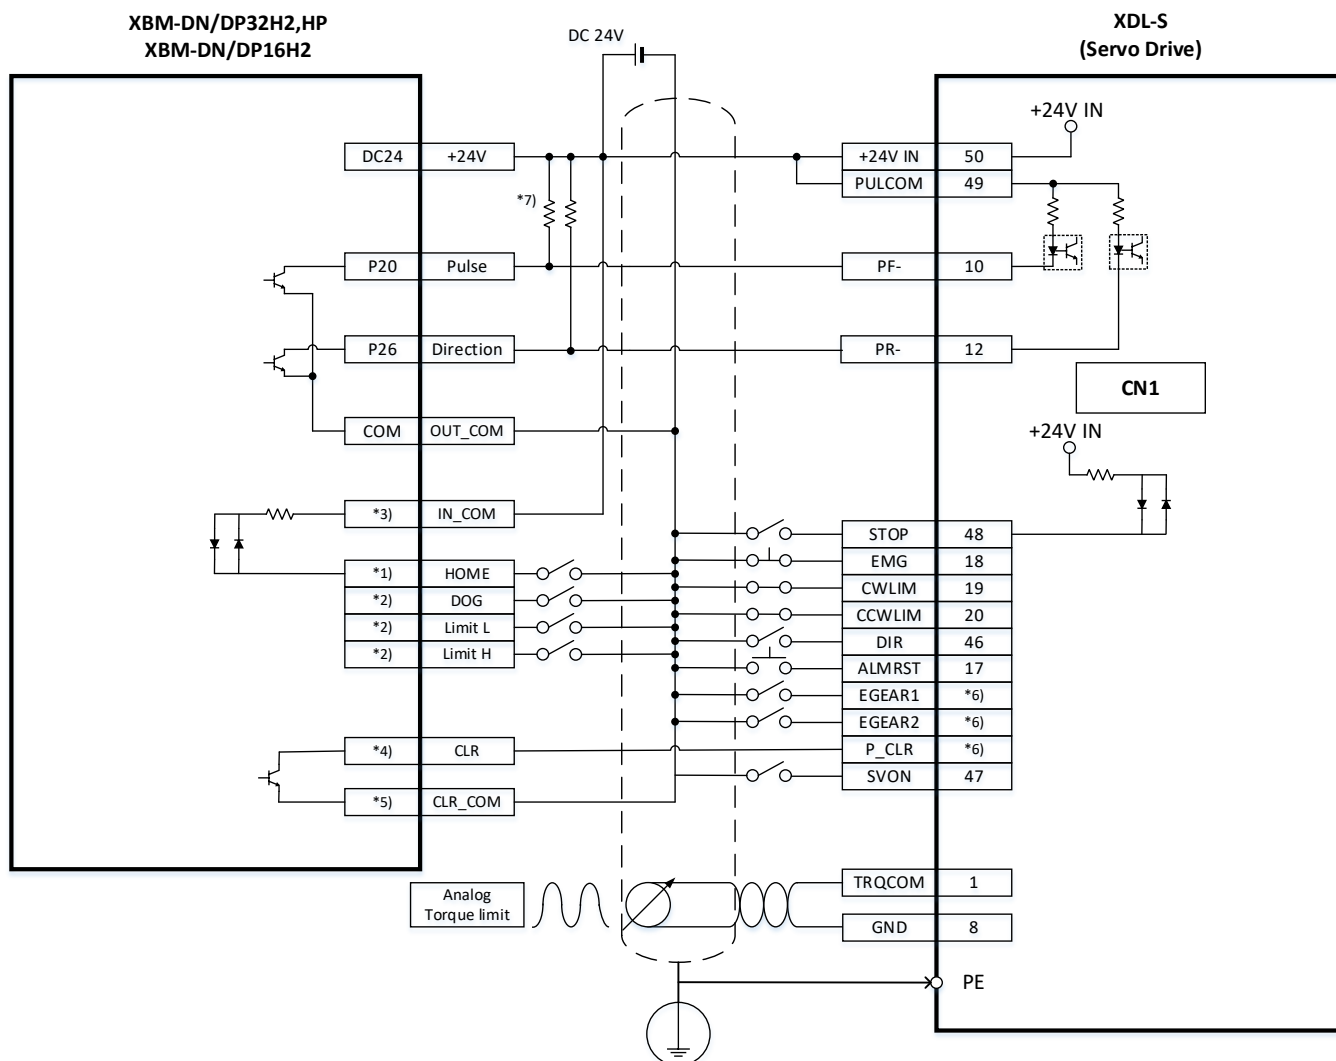 XBM-DN/DP32H2,HP
XBM-DN/DP16H2
DC 24V
XDL-S
(Servo Drive)
+24V IN
DC24 +24V
+24V IN 50
PULCOM 49
*7)
P20 Pulse
PF- 10
P26 Direction
PR- 12
CN1
COM OUT_COM
+24V IN
*3) IN_COM
STOP 48
EMG 18
*1) HOME
CWLIM 19
*2) DOG
CCWLIM 20
*2) Limit L
DIR 46
*2) Limit H
ALMRST 17
EGEAR1 *6)
EGEAR2 *6)
*4) CLR
P_CLR *6)
SVON 47
*5) CLR_COM
Analog
Torque limit
TRQCOM 1
GND 8
PE